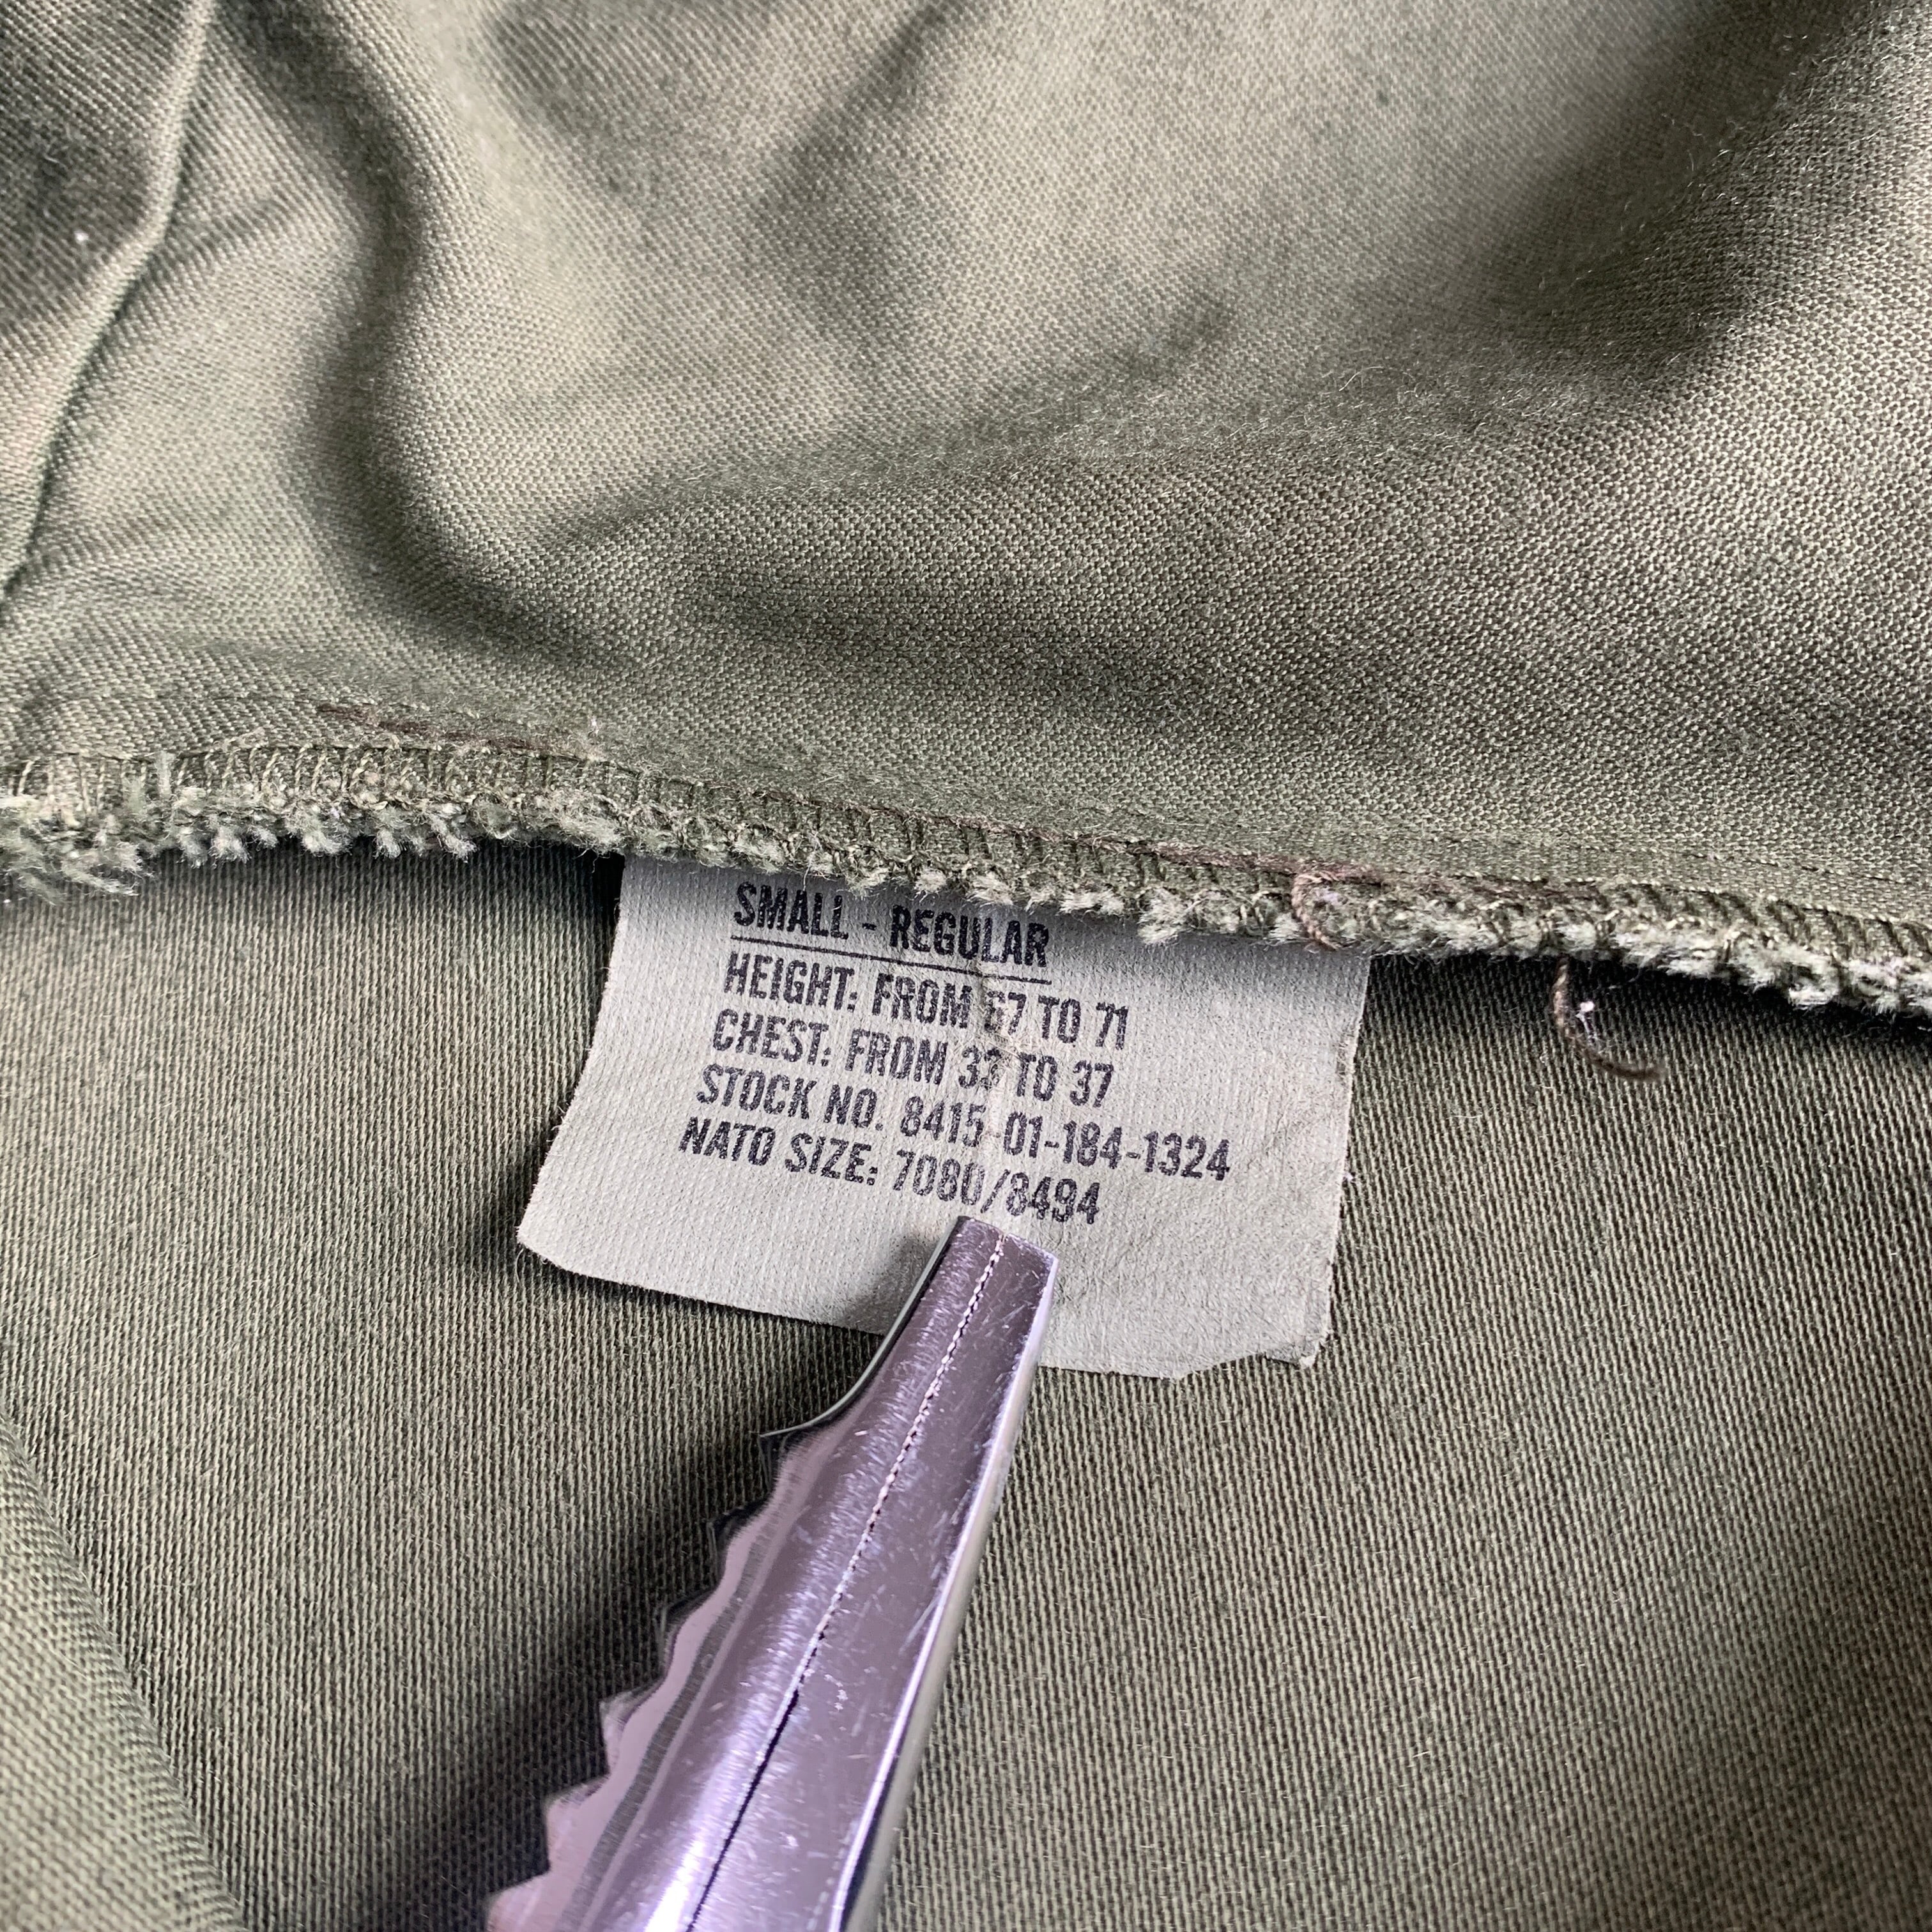 SMALL - REGULAR
HEIGHT: FROM 67 TO 71
CHEST: FROM 33 TO 37
STOCK NO. 8415-01-184-1324
NATO SIZE: 7080/8494